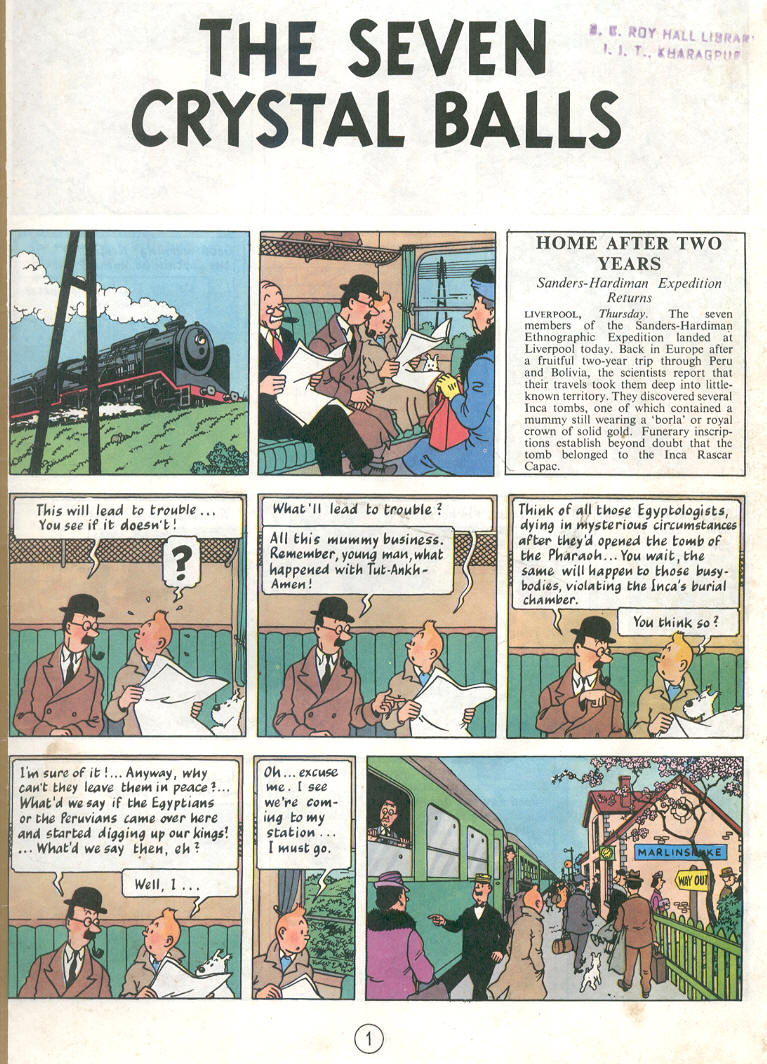 THE SEVEN
CRYSTAL BALLS
ROY HALL LIBRAR
I. I. T., KHARAGPUR
HOME AFTER TWO
YEARS
Sanders-Hardiman Expedition
Returns
LIVERPOOL, Thursday. The seven
members of the Sanders-Hardiman
Ethnographic Expedition landed at
Liverpool today. Back in Europe after
a fruitful two-year trip through Peru
and Bolivia, the scientists report that
their travels took them deep into little-
known territory. They discovered several
Inca tombs, one of which contained a
mummy still wearing a ‘borla’ or royal
crown of solid gold. Funerary inscrip-
tions establish beyond doubt that the
tomb belonged to the Inca Rascar
Capac.
This will lead to trouble...
You see if it doesn't!
?
What'll lead to trouble?
All this mummy business.
Remember, young man, what
happened with Tut-Ankh-
Amen!
Think of all those Egyptologists,
dying in mysterious circumstances
after they'd opened the tomb of
the Pharaoh... You wait, the
same will happen to those busy-
bodies, violating the Inca's burial
chamber.
You think so?
I'm sure of it!... Anyway, why
can't they leave them in peace?...
What'd we say if the Egyptians
or the Peruvians came over here
and started digging up our kings!
... What'd we say then, eh?
Well, I ...
Oh... excuse
me. I see
we're com-
ing to my
station...
I must go.
WAY OUT
1